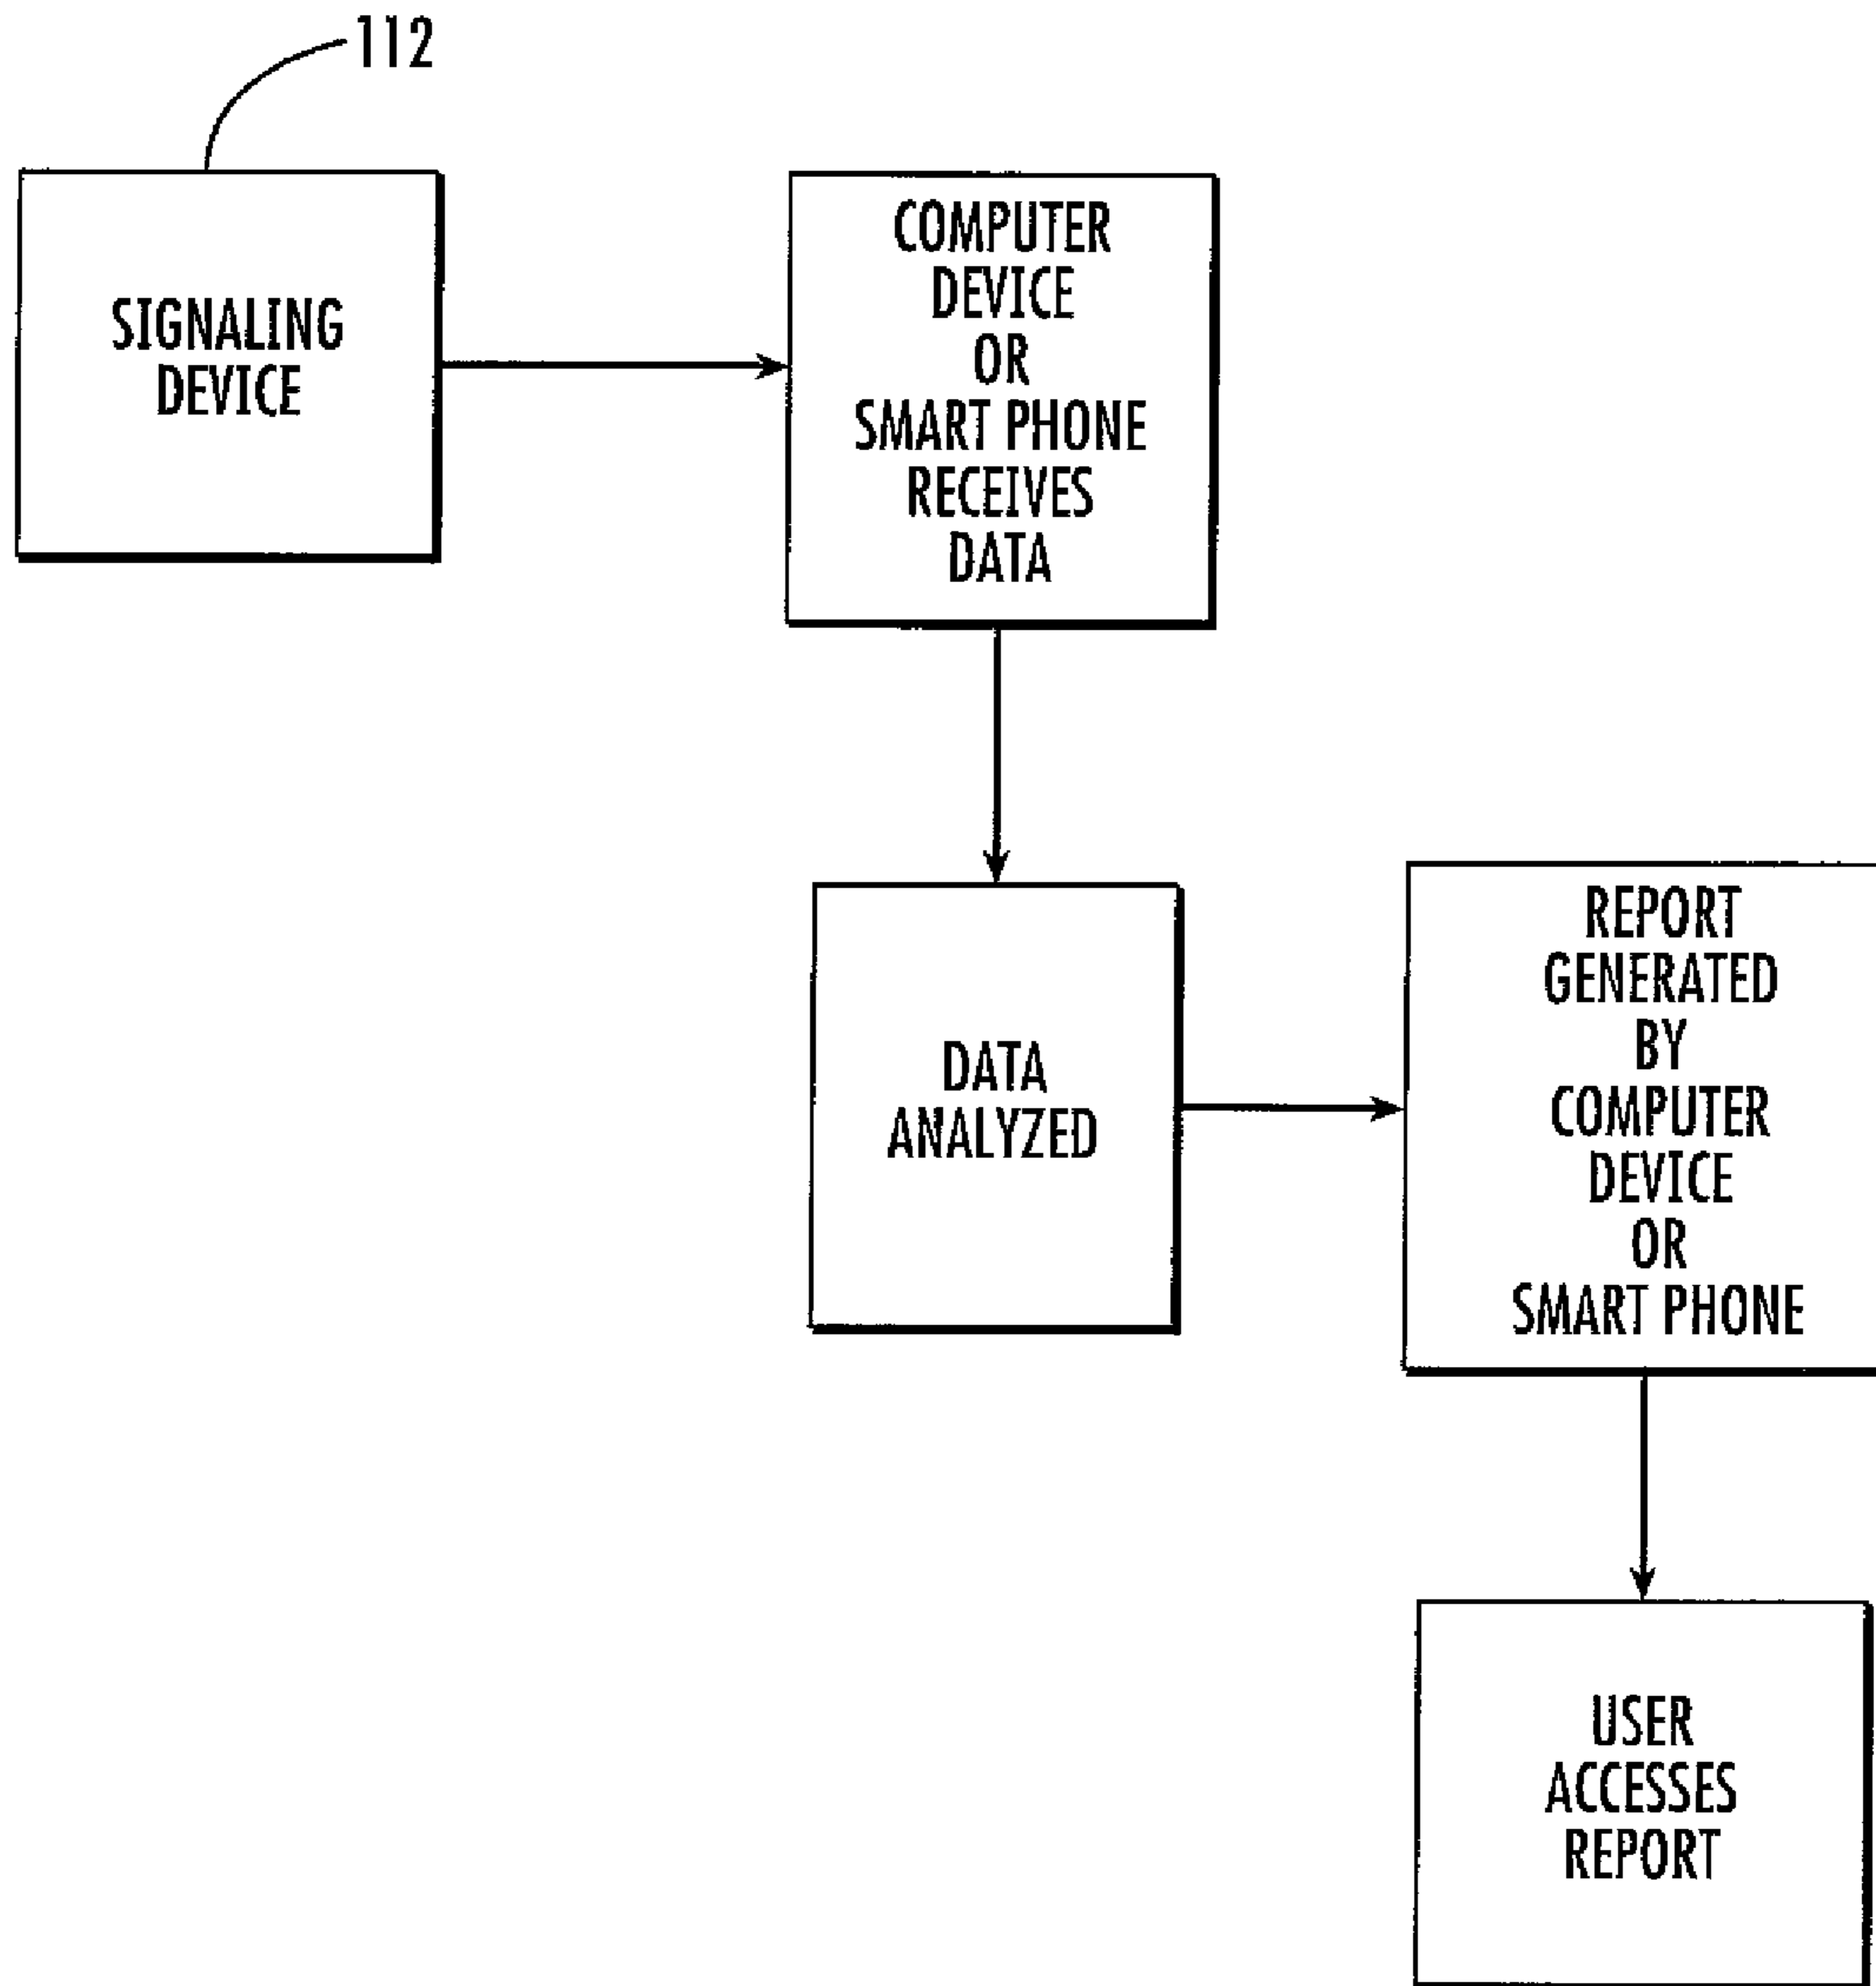 112
SIGNALING
DEVICE
COMPUTER
DEVICE
OR
SMART PHONE
RECEIVES
DATA
DATA
ANALYZED
REPORT
GENERATED
BY
COMPUTER
DEVICE
OR
SMART PHONE
USER
ACCESSES
REPORT